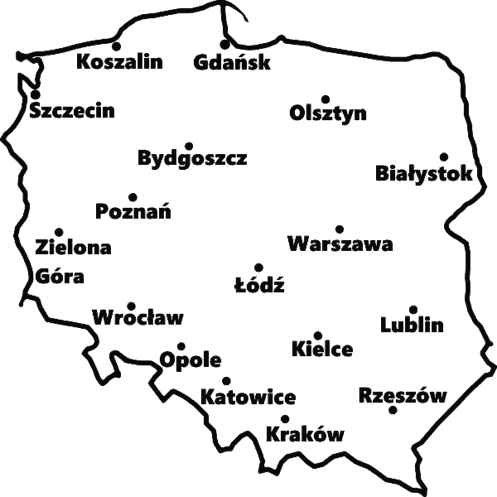 Koszalin
Gdańsk
Szczecin
Olsztyn
Bydgoszcz
Białystok
Poznań
Zielona
Góra
Warszawa
Łódź
Wrocław
Lublin
Opole
Kielce
Katowice
Rzeszów
Kraków